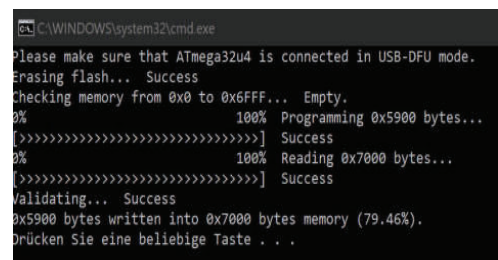 C:\WINDOWS\system32\cmd.exe
Please make sure that ATmega32u4 is connected in USB-DFU mode.
Erasing flash... Success
Checking memory from 0x0 to 0x6FFF... Empty.
0% 100% Programming 0x5900 bytes...
[>>>>>>>>>>>>>>>>>>>>>>>>>>>>>>>>] Success
0% 100% Reading 0x7000 bytes...
[>>>>>>>>>>>>>>>>>>>>>>>>>>>>>>>>] Success
Validating... Success
0x5900 bytes written into 0x7000 bytes memory (79.46%).
Drücken Sie eine beliebige Taste . . .